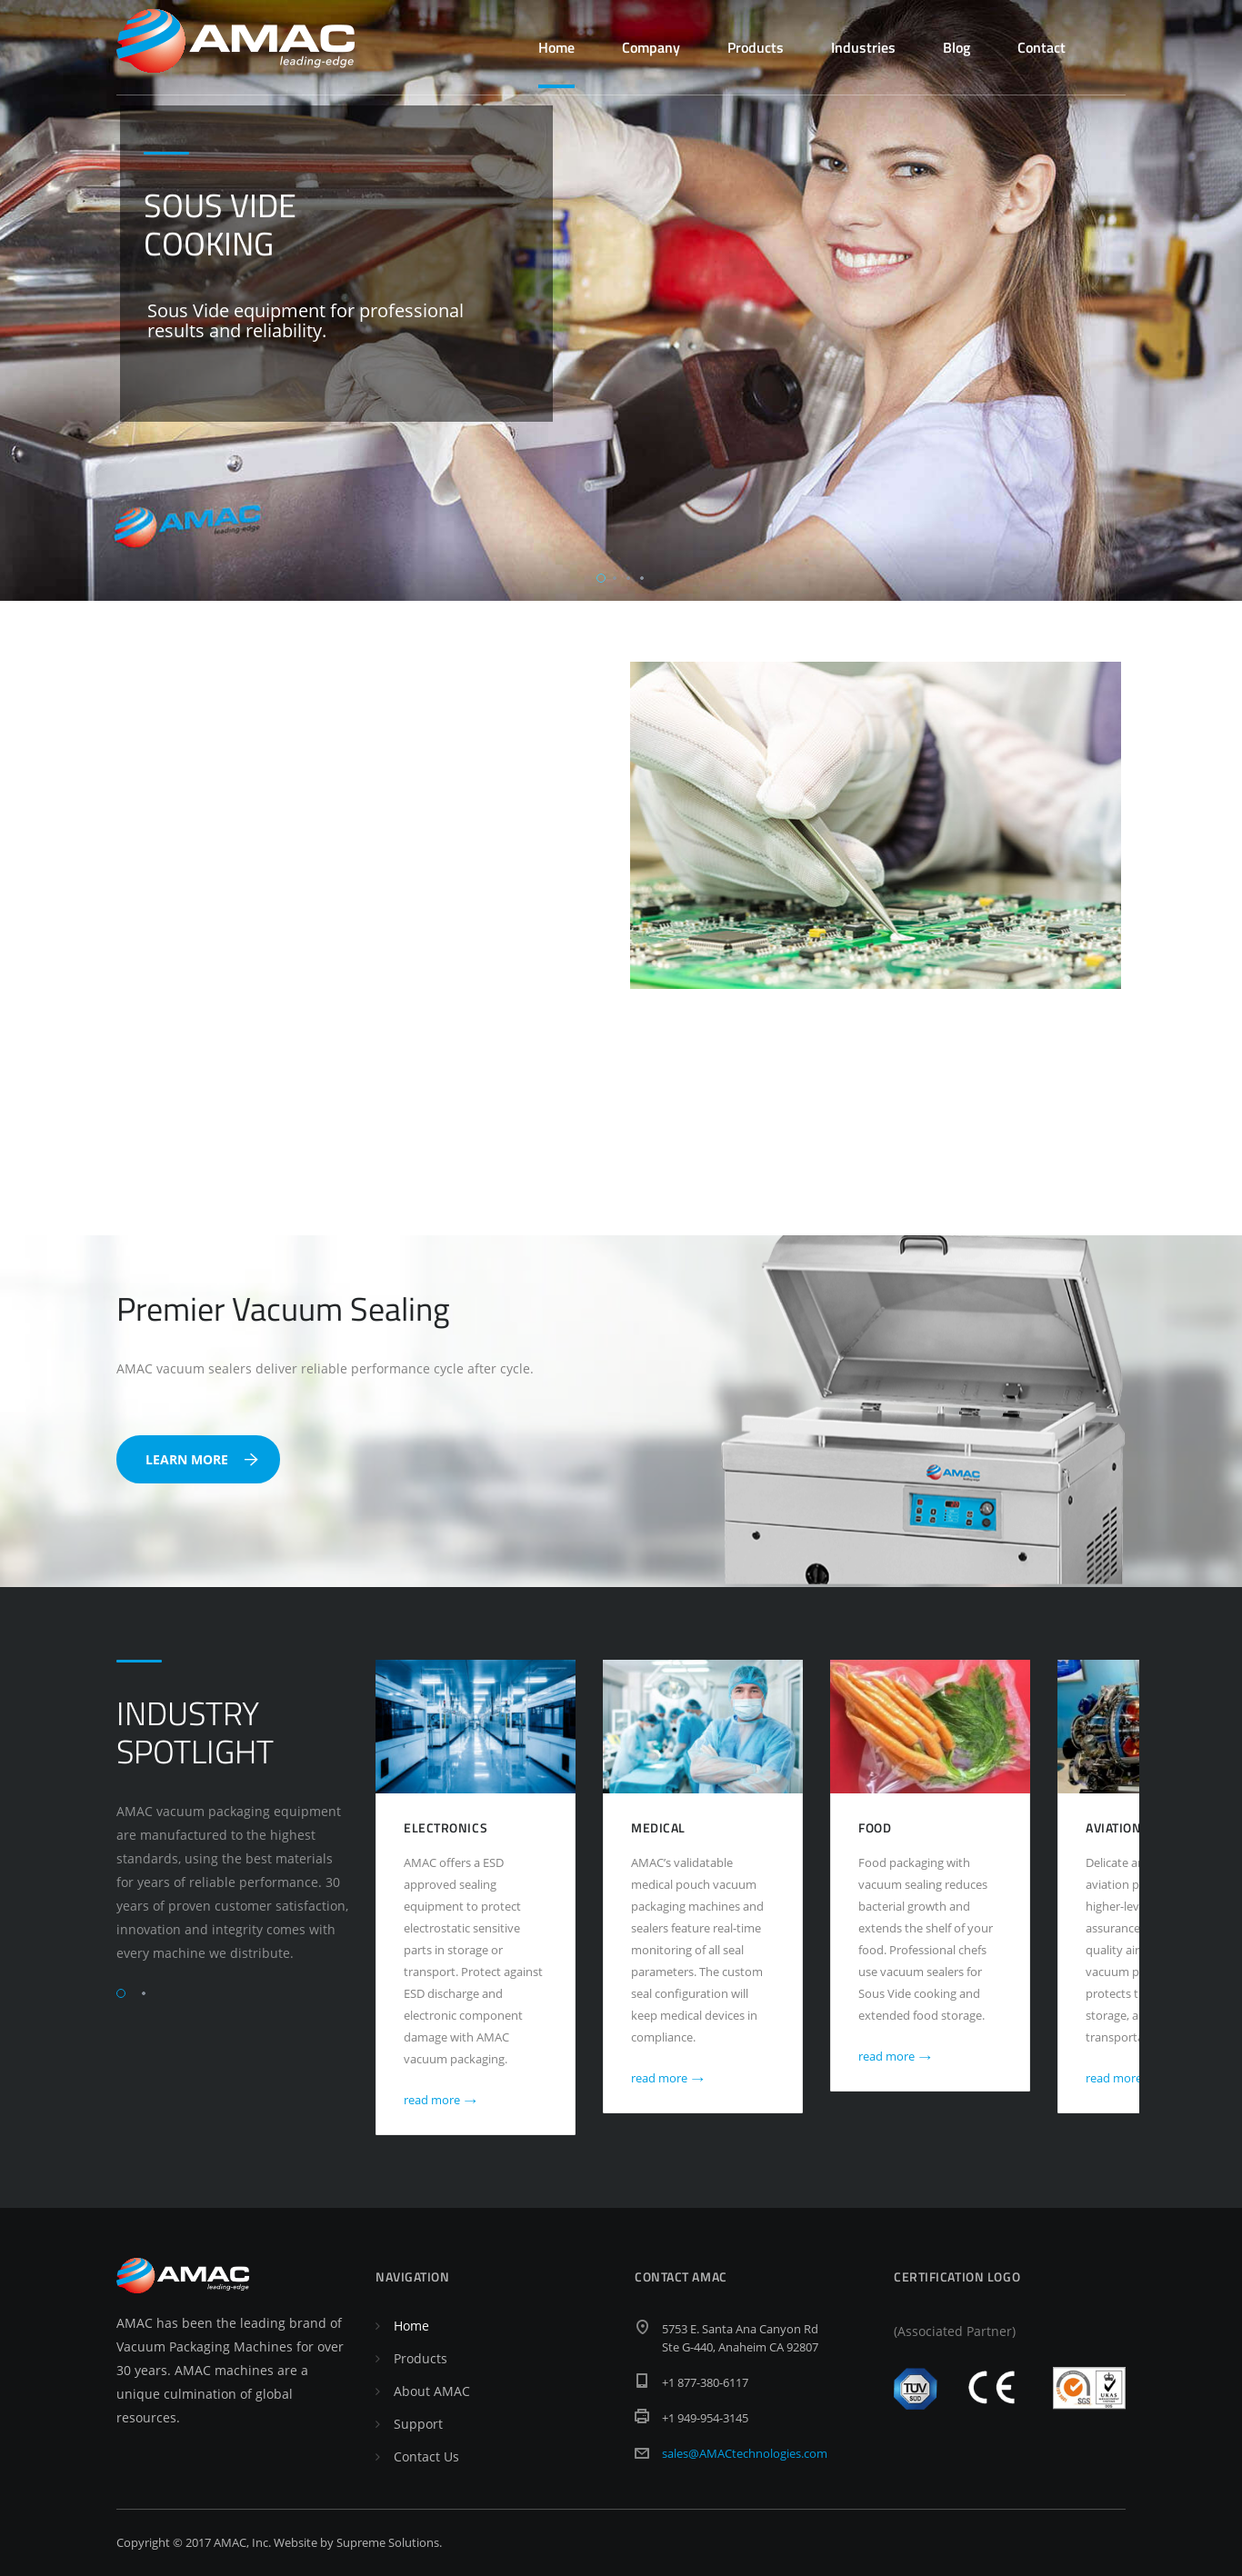 AMAC
leading-edge
Home
Company
Products
Industries
Blog
Contact
SOUS VIDE
COOKING
Sous Vide equipment for professional
results and reliability.
AMAC
leading-edge
Premier Vacuum Sealing
AMAC vacuum sealers deliver reliable performance cycle after cycle.
LEARN MORE
AMAC
INDUSTRY
SPOTLIGHT
AMAC vacuum packaging equipment
are manufactured to the highest
standards, using the best materials
for years of reliable performance. 30
years of proven customer satisfaction,
innovation and integrity comes with
every machine we distribute.
ELECTRONICS
AMAC offers a ESD
approved sealing
equipment to protect
electrostatic sensitive
parts in storage or
transport. Protect against
ESD discharge and
electronic component
damage with AMAC
vacuum packaging.
read more →
MEDICAL
AMAC’s validatable
medical pouch vacuum
packaging machines and
sealers feature real-time
monitoring of all seal
parameters. The custom
seal configuration will
keep medical devices in
compliance.
read more →
FOOD
Food packaging with
vacuum sealing reduces
bacterial growth and
extends the shelf of your
food. Professional chefs
use vacuum sealers for
Sous Vide cooking and
extended food storage.
read more →
AVIATION
Delicate
aviation
higher-lev
assurance
quality
vacuum
protects
storage,
transport
read more
AMAC
leading-edge
AMAC has been the leading brand of
Vacuum Packaging Machines for over
30 years. AMAC machines are a
unique culmination of global
resources.
NAVIGATION
Home
Products
About AMAC
Support
Contact Us
CONTACT AMAC
5753 E. Santa Ana Canyon Rd
Ste G-440, Anaheim CA 92807
+1 877-380-6117
+1 949-954-3145
sales@AMACtechnologies.com
CERTIFICATION LOGO
(Associated Partner)
TÜV
SÜD
CE
SGS
UKAS
Copyright © 2017 AMAC, Inc. Website by Supreme Solutions.